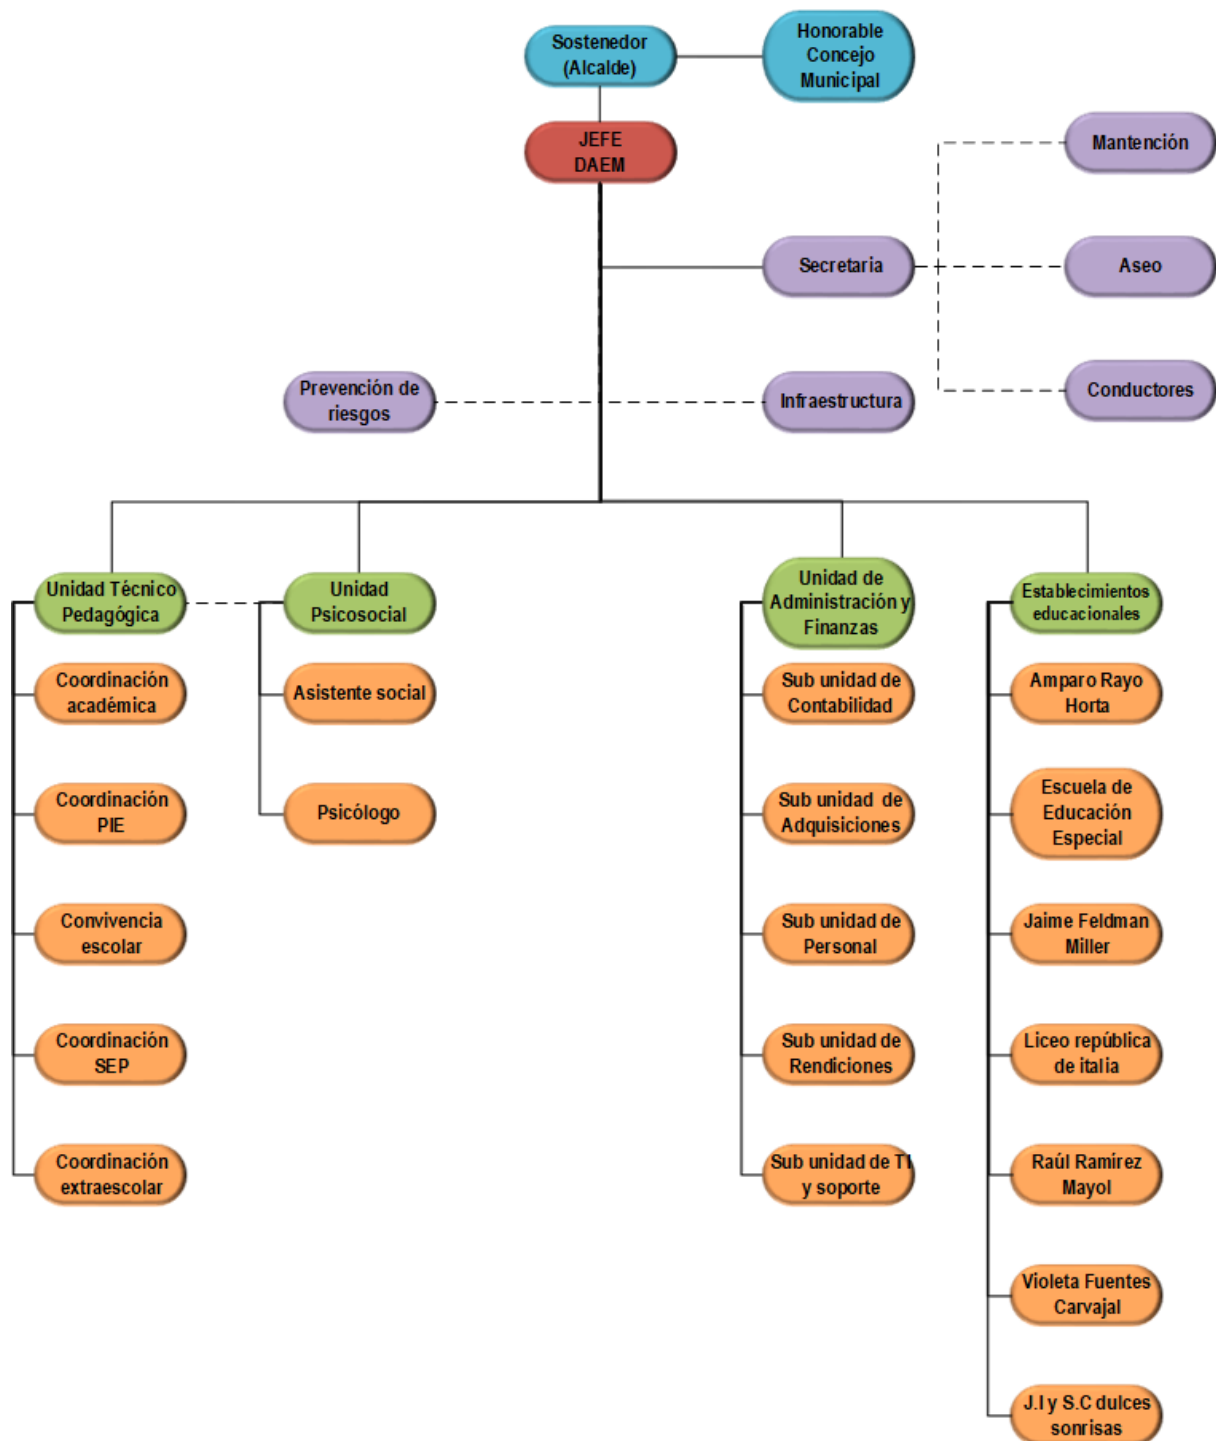 Sostenedor
(Alcalde)
Honorable
Concejo
Municipal
JEFE
DAEM
Mantención
Secretaria
Aseo
Prevención de
riesgos
Infraestructura
Conductores
Unidad Técnico
Pedagógica
Unidad
Psicosocial
Unidad de
Administración y
Finanzas
Establecimientos
educacionales
Coordinación
académica
Asistente social
Sub unidad de
Contabilidad
Amparo Rayo
Horta
Coordinación
PIE
Psicólogo
Sub unidad de
Adquisiciones
Escuela de
Educación
Especial
Convivencia
escolar
Sub unidad de
Personal
Jaime Feldman
Miller
Coordinación
SEP
Sub unidad de
Rendiciones
Liceo república
de italia
Coordinación
extraescolar
Sub unidad de TI
y soporte
Raúl Ramírez
Mayol
Violeta Fuentes
Carvajal
J.I y S.C dulces
sonrisas